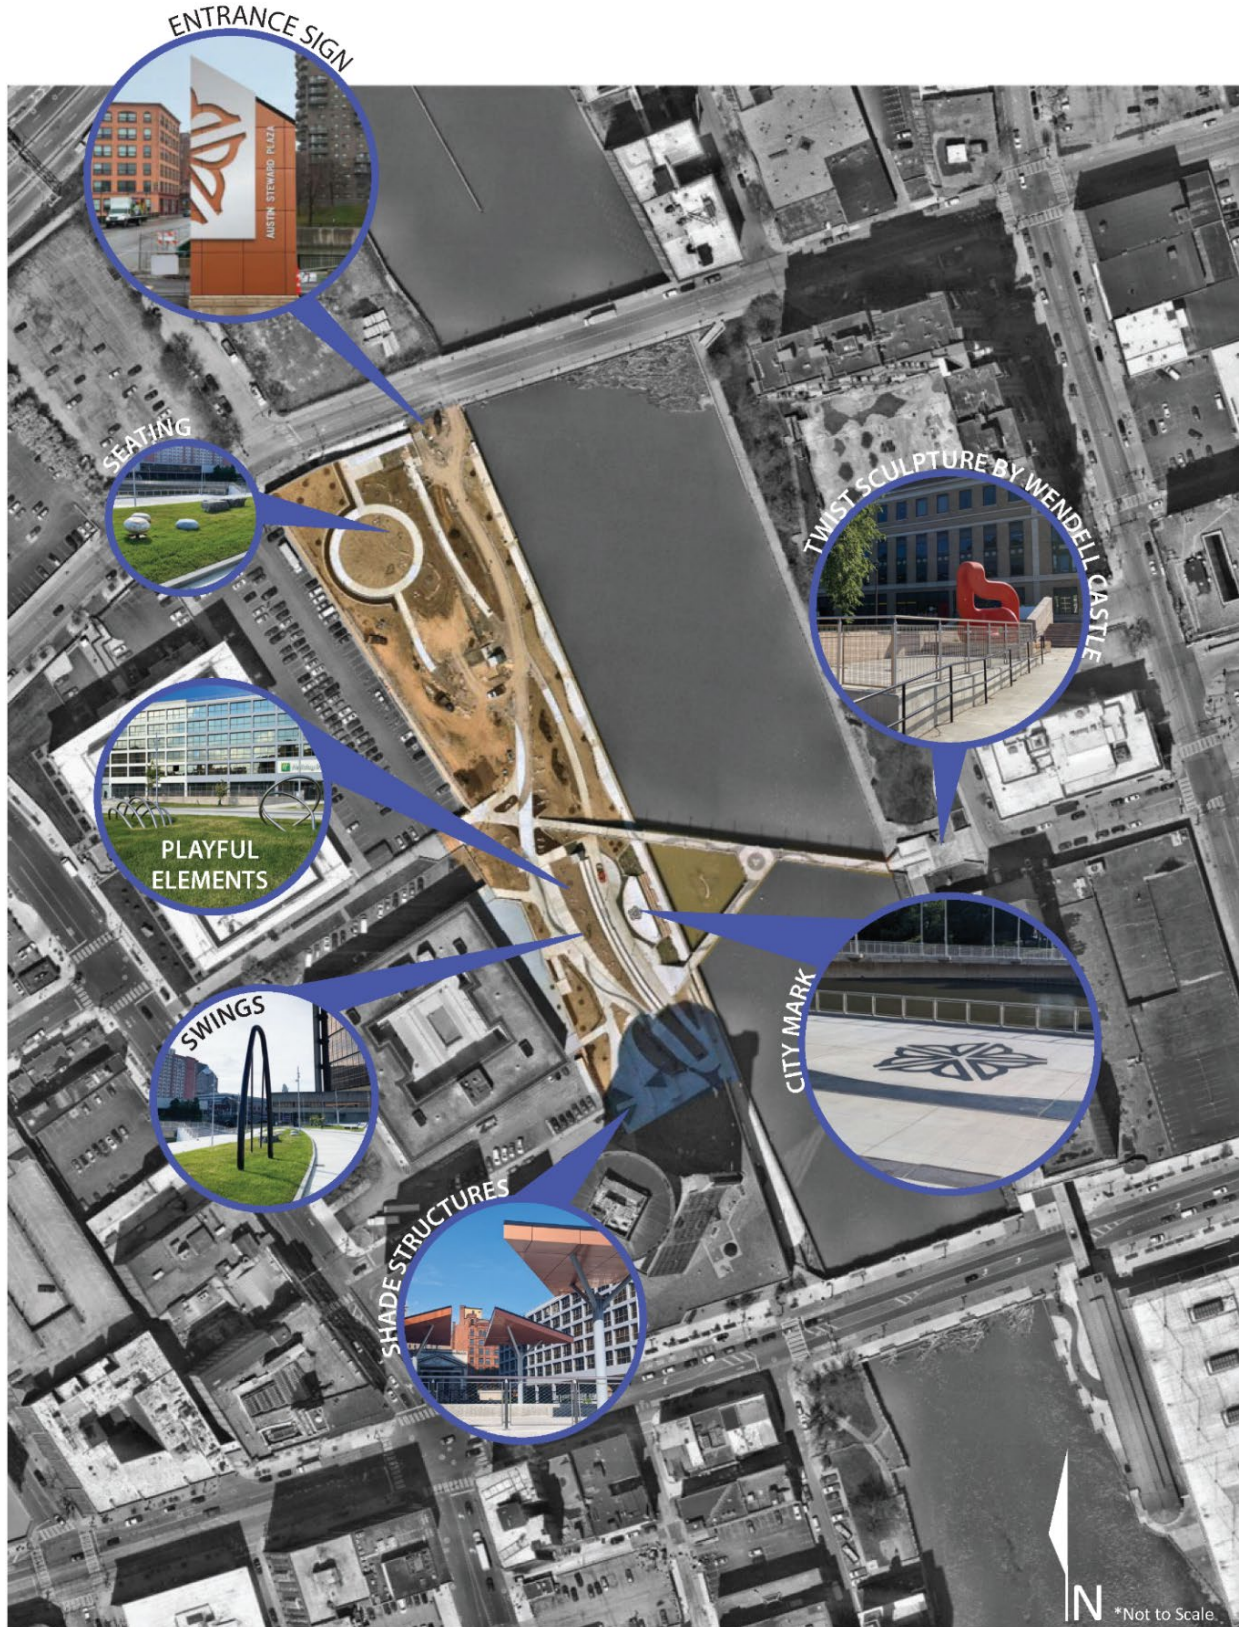 ENTRANCE SIGN
AUSTIN STEWARD PLAZA
SEATING
TWIST SCULPTURE BY WENDELL CASTLE
PLAYFUL
ELEMENTS
SWINGS
CITY MARK
SHADE STRUCTURES
N
*Not to Scale